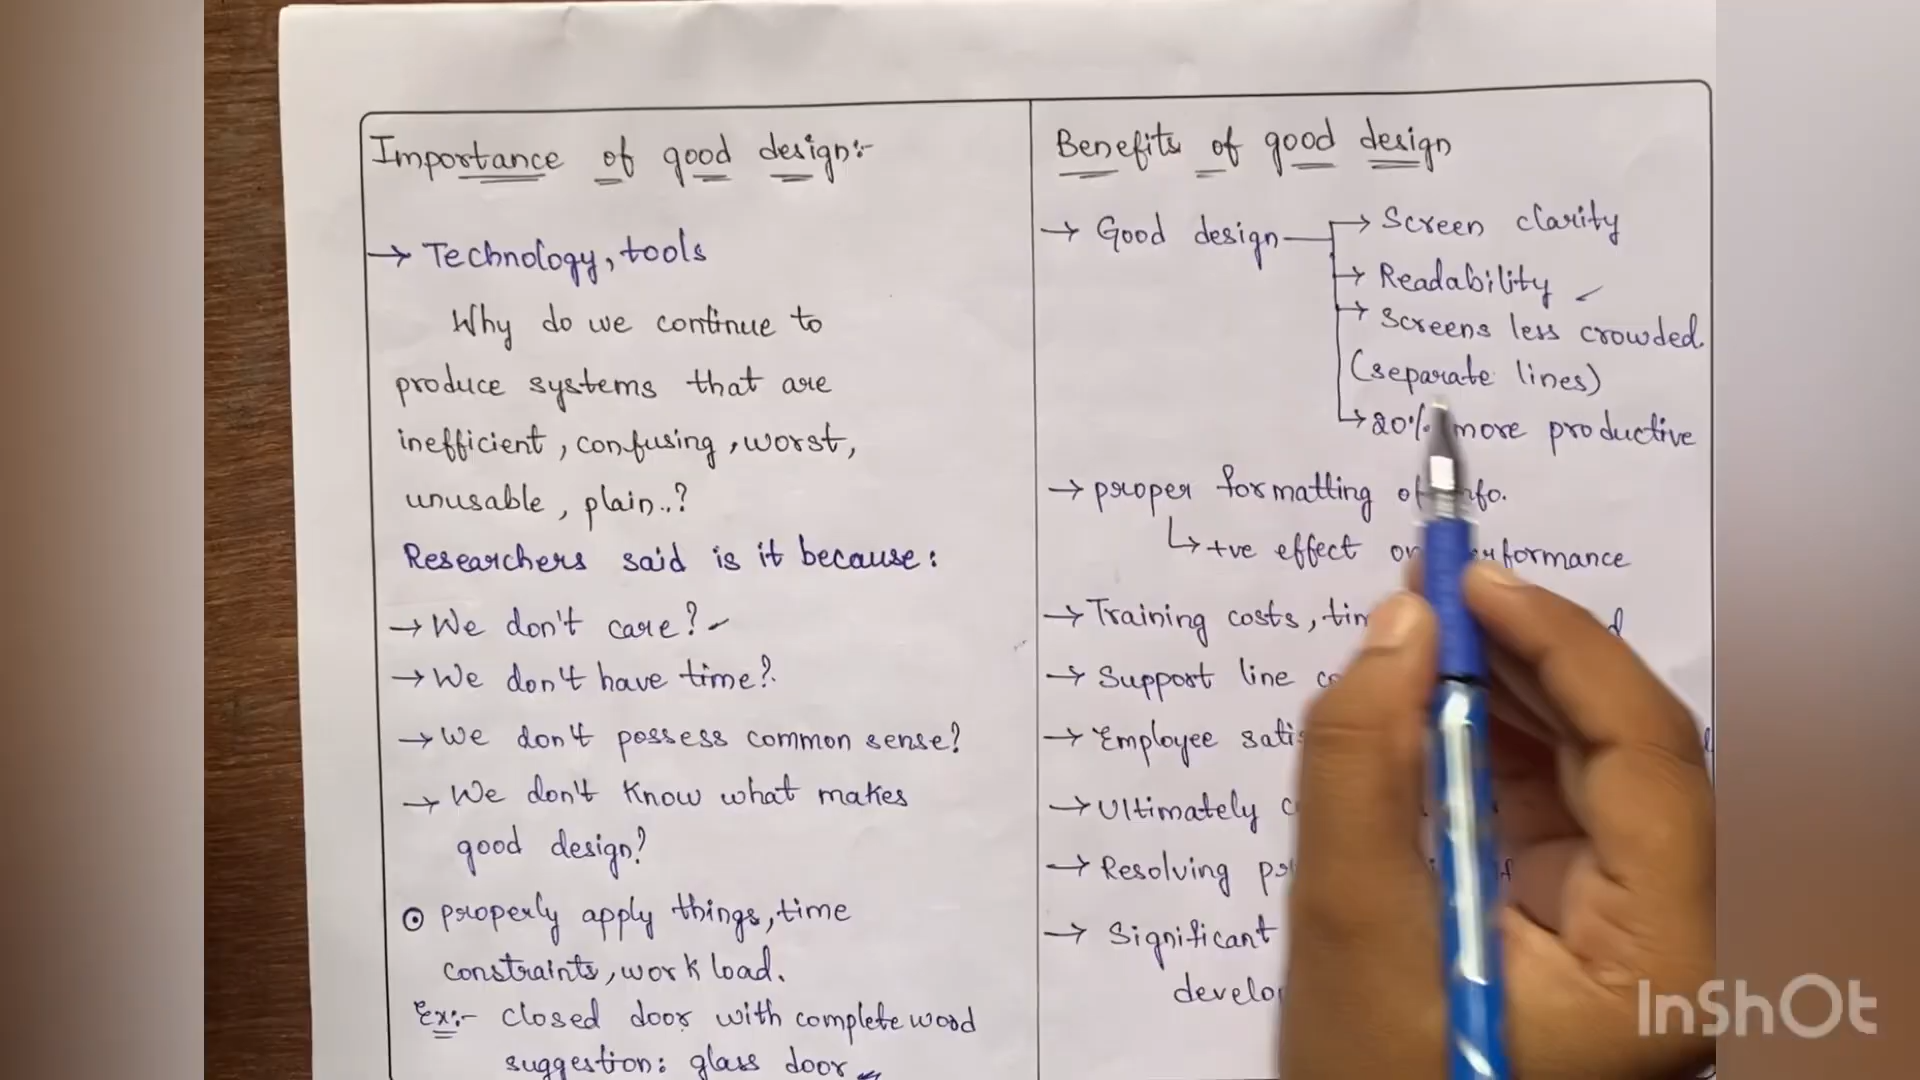 Importance of good design:-
→ Technology, tools
Why do we continue to
produce systems that are
inefficient, confusing, worst,
unusable, plain..?
Researchers said is it because:
→ We don't care?
→ We don't have time?
→ We don't possess common sense?
→ We don't know what makes
good design?
⊙ properly apply things, time
constraints, work load.
Ex:- closed door with complete wood
suggestion: glass door
Benefits of good design
→ Good design → Screen clarity
→ Readability
→ Screens less crowded.
(separate lines)
→ 20% more productive
→ proper formatting of info.
↳ +ve effect on performance
→ Training costs,
→ Support line
→ Employee
→ Ultimately
→ Resolving
→ Significant
InShOt